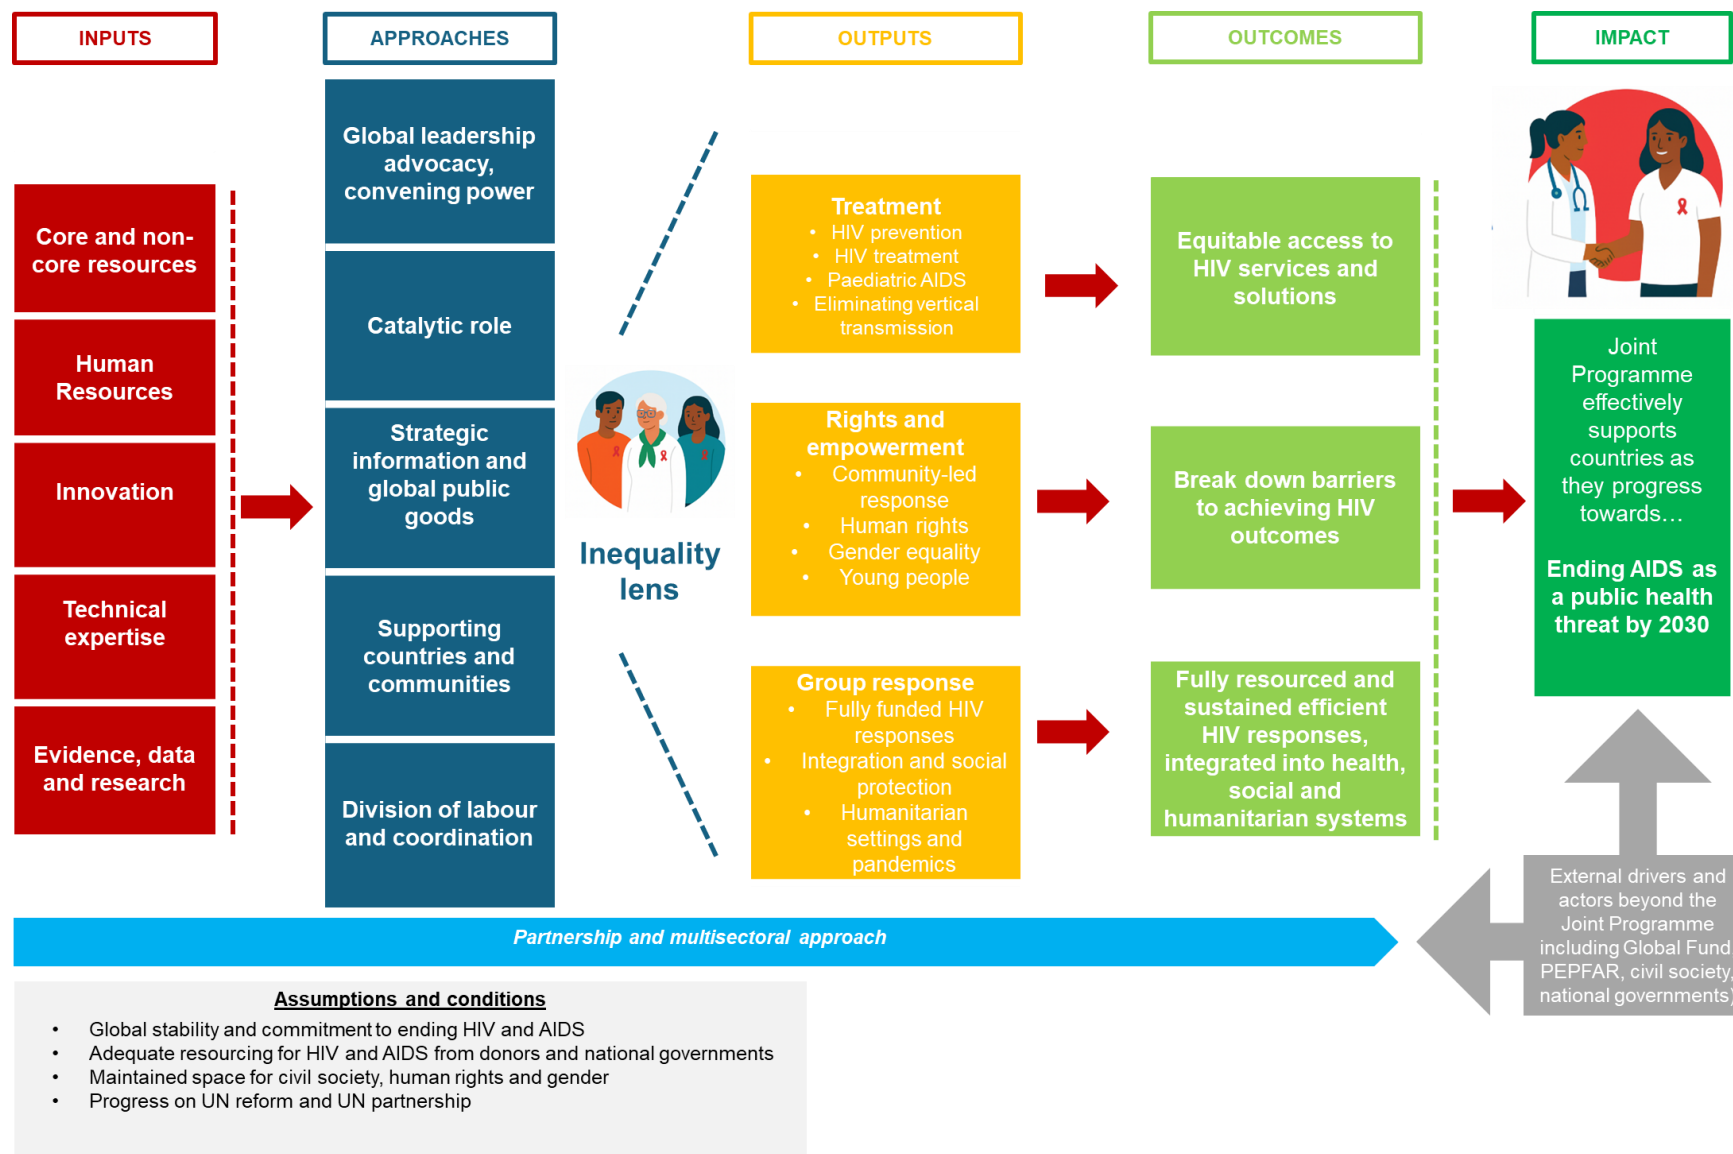 INPUTS
APPROACHES
OUTPUTS
OUTCOMES
IMPACT
Core and non-
core resources
Human
Resources
Innovation
Technical
expertise
Evidence, data
and research
Global leadership
advocacy,
convening power
Catalytic role
Strategic
information and
global public
goods
Supporting
countries and
communities
Division of labour
and coordination
Inequality
lens
Treatment
• HIV prevention
• HIV treatment
• Paediatric AIDS
• Eliminating vertical
transmission
Rights and
empowerment
• Community-led
response
• Human rights
• Gender equality
• Young people
Group response
• Fully funded HIV
responses
• Integration and social
protection
• Humanitarian
settings and
pandemics
Equitable access to
HIV services and
solutions
Break down barriers
to achieving HIV
outcomes
Fully resourced and
sustained efficient
HIV responses,
integrated into health,
social and
humanitarian systems
Joint
Programme
effectively
supports
countries as
they progress
towards…
Ending AIDS as
a public health
threat by 2030
External drivers and
actors beyond the
Joint Programme
including Global Fund,
PEPFAR, civil society,
national governments)
Partnership and multisectoral approach
Assumptions and conditions
• Global stability and commitment to ending HIV and AIDS
• Adequate resourcing for HIV and AIDS from donors and national governments
• Maintained space for civil society, human rights and gender
• Progress on UN reform and UN partnership